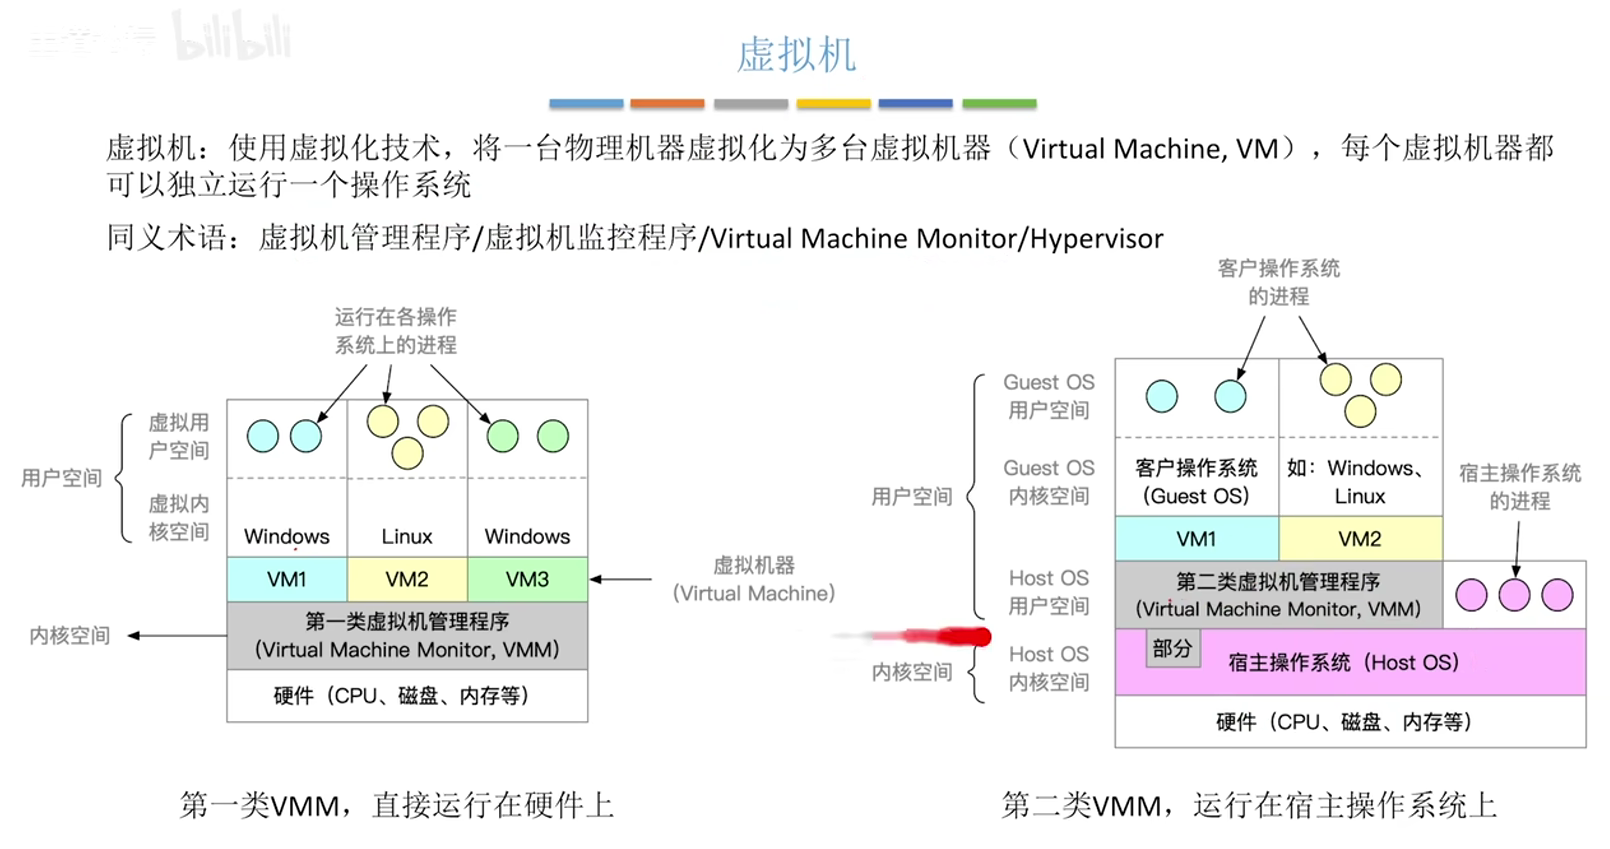 bilibili
虚拟机
虚拟机：使用虚拟化技术，将一台物理机器虚拟化为多台虚拟机器（Virtual Machine, VM），每个虚拟机器都
可以独立运行一个操作系统
同义术语：虚拟机管理程序/虚拟机监控程序/Virtual Machine Monitor/Hypervisor
运行在各操作
系统上的进程
用户空间
虚拟用
户空间
虚拟内
核空间
Windows
Linux
Windows
VM1
VM2
VM3
虚拟机器
(Virtual Machine)
内核空间
第一类虚拟机管理程序
(Virtual Machine Monitor, VMM)
硬件（CPU、磁盘、内存等）
第一类VMM，直接运行在硬件上
客户操作系统
的进程
用户空间
Guest OS
用户空间
Guest OS
内核空间
客户操作系统
(Guest OS)
如：Windows、
Linux
宿主操作系统
的进程
VM1
VM2
Host OS
用户空间
第二类虚拟机管理程序
(Virtual Machine Monitor, VMM)
内核空间
Host OS
内核空间
部分
宿主操作系统（Host OS）
硬件（CPU、磁盘、内存等）
第二类VMM，运行在宿主操作系统上